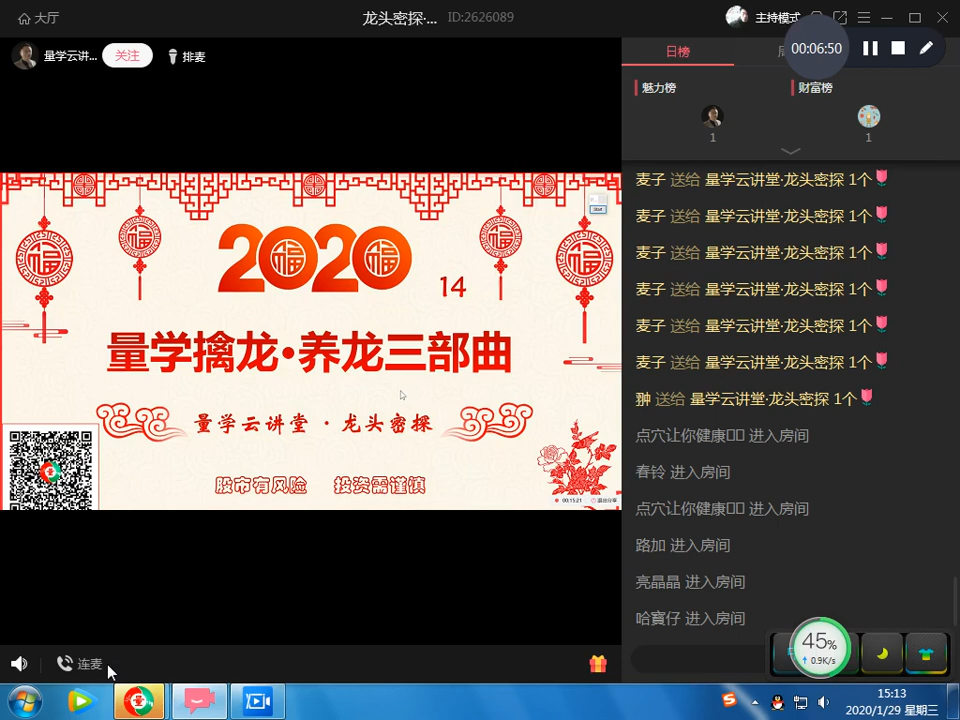 大厅
龙头密探·...
ID:2626089
主持模式
00:06:50
量学云讲...
关注
排麦
日榜
魅力榜
财富榜
1
1
2020
14
量学擒龙·养龙三部曲
量学云讲堂·龙头密探
股市有风险 投资需谨慎
00:15:21
麦子 送给 量学云讲堂·龙头密探 1个
麦子 送给 量学云讲堂·龙头密探 1个
麦子 送给 量学云讲堂·龙头密探 1个
麦子 送给 量学云讲堂·龙头密探 1个
麦子 送给 量学云讲堂·龙头密探 1个
麦子 送给 量学云讲堂·龙头密探 1个
翀 送给 量学云讲堂·龙头密探 1个
点穴让你健康 进入房间
春铃 进入房间
点穴让你健康 进入房间
路加 进入房间
亮晶晶 进入房间
哈寶仔 进入房间
连麦
45%
0.9K/s
15:13
2020/1/29 星期三